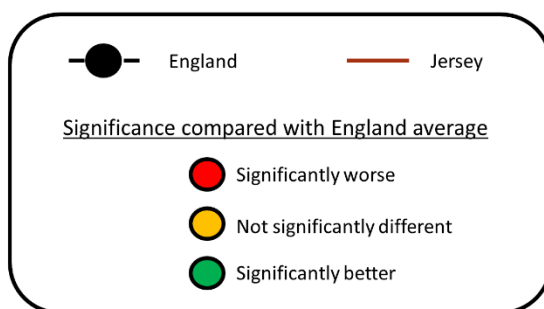 England Jersey
Significance compared with England average
Significantly worse
Not significantly different
Significantly better